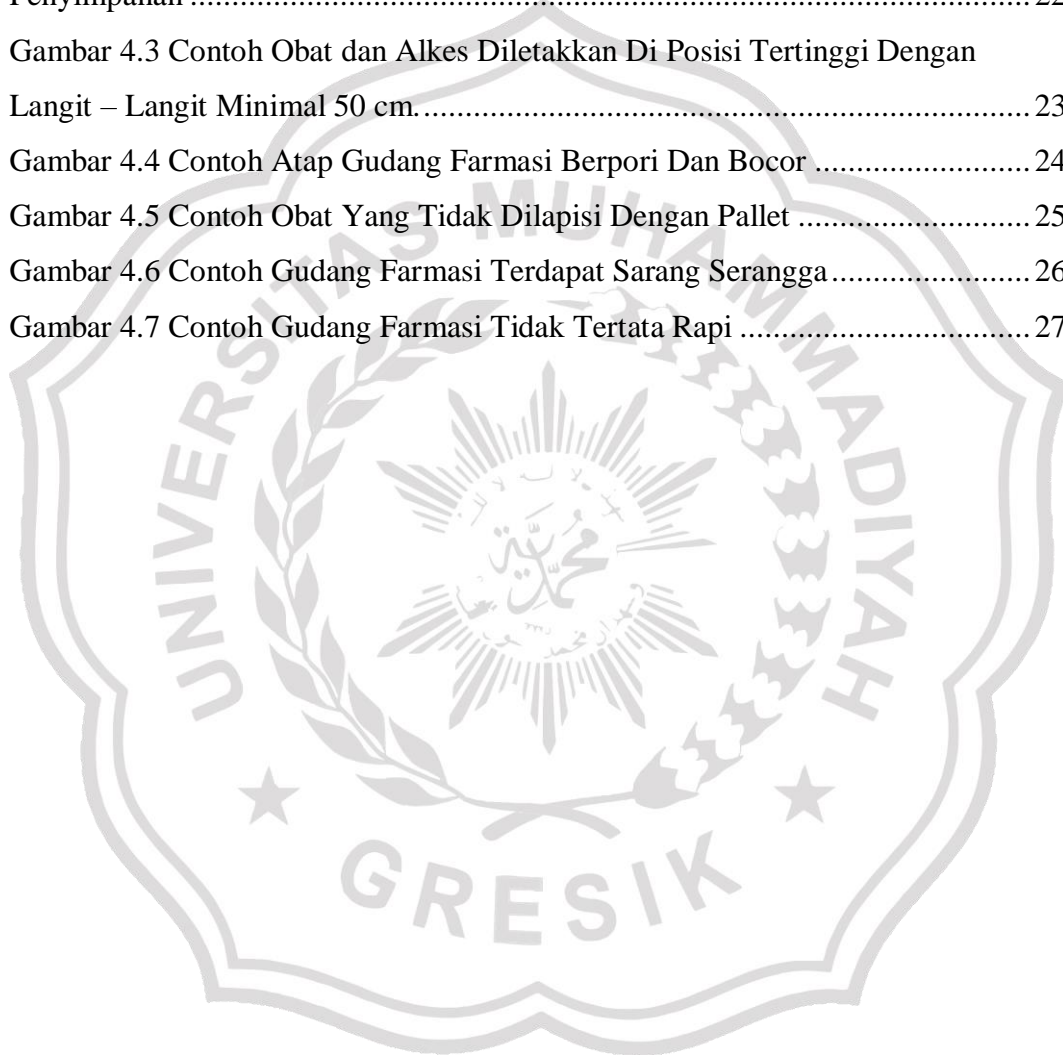 Penyimpanan ........................................................................................................ 22
Gambar 4.3 Contoh Obat dan Alkes Diletakkan Di Posisi Tertinggi Dengan
Langit – Langit Minimal 50 cm. .......................................................................... 23
Gambar 4.4 Contoh Atap Gudang Farmasi Berpori Dan Bocor ......................... 24
Gambar 4.5 Contoh Obat Yang Tidak Dilapisi Dengan Pallet ........................... 25
Gambar 4.6 Contoh Gudang Farmasi Terdapat Sarang Serangga ....................... 26
Gambar 4.7 Contoh Gudang Farmasi Tidak Tertata Rapi .................................. 27
UNIVERSITAS MUHAMMADIYAH
محمد
GRESIK